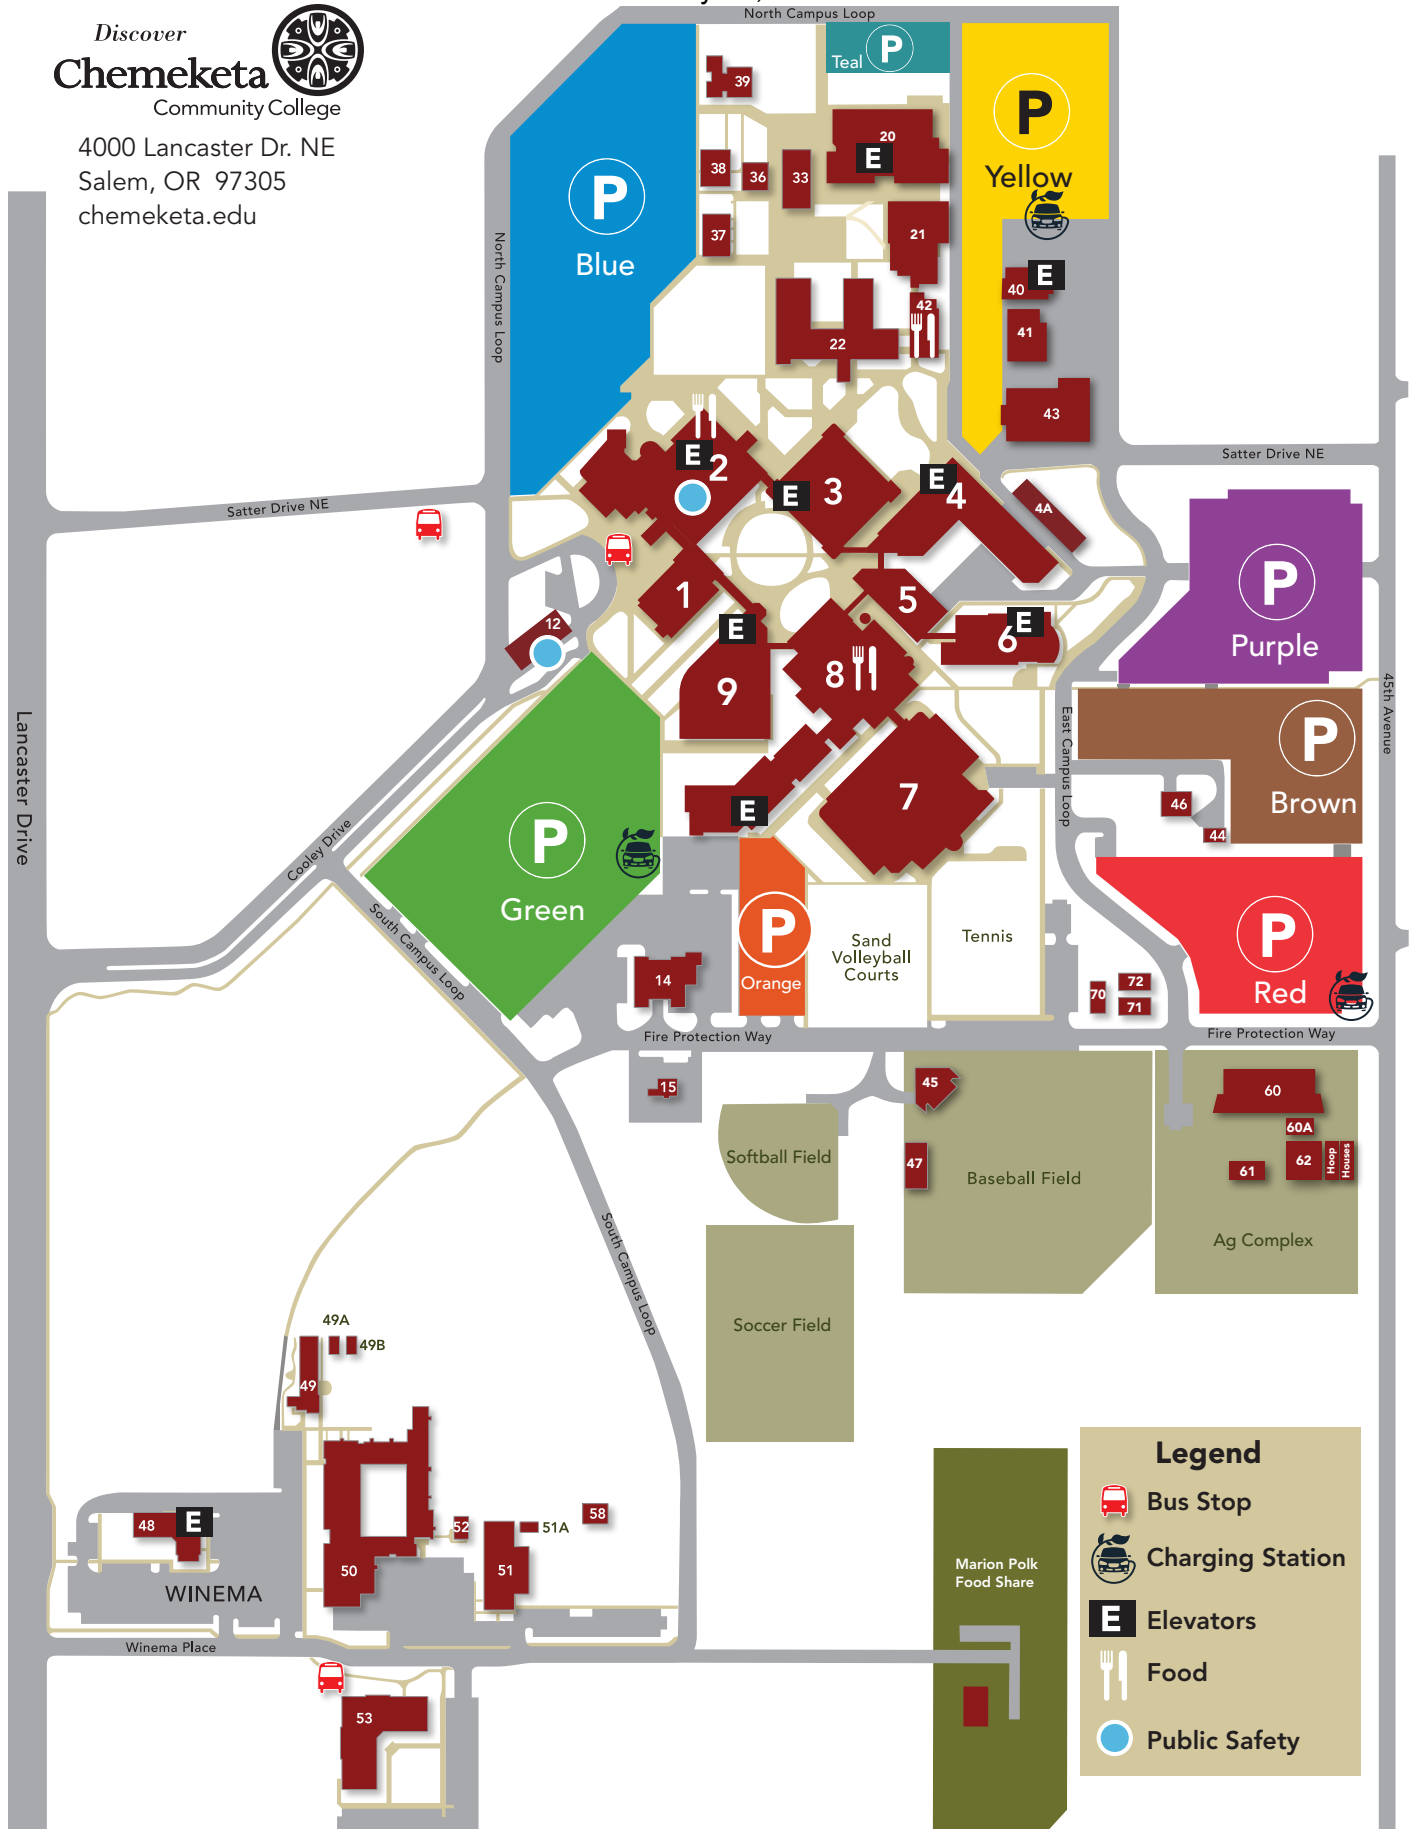 Discover
Chemeketa
Community College
4000 Lancaster Dr. NE
Salem, OR 97305
chemeketa.edu
North Campus Loop
P
Teal
P
Yellow
P
Blue
North Campus Loop
39
20
E
38
36
33
37
21
22
42
40
E
41
43
Satter Drive NE
Satter Drive NE
E
2
E
3
E
4
4A
1
5
6
E
12
E
9
8
7
E
P
Purple
45th Avenue
East Campus Loop
P
Brown
46
44
P
Red
P
Green
Lancaster Drive
Cooley Drive
South Campus Loop
14
P
Orange
Sand
Volleyball
Courts
Tennis
70
72
71
Fire Protection Way
Fire Protection Way
15
45
47
Softball Field
Baseball Field
60
60A
61
62
Hoop
Houses
Ag Complex
South Campus Loop
Soccer Field
49A
49B
49
48
E
WINEMA
50
52
51
51A
58
Winema Place
53
Marion Polk
Food Share
Legend
Bus Stop
Charging Station
E Elevators
Food
Public Safety